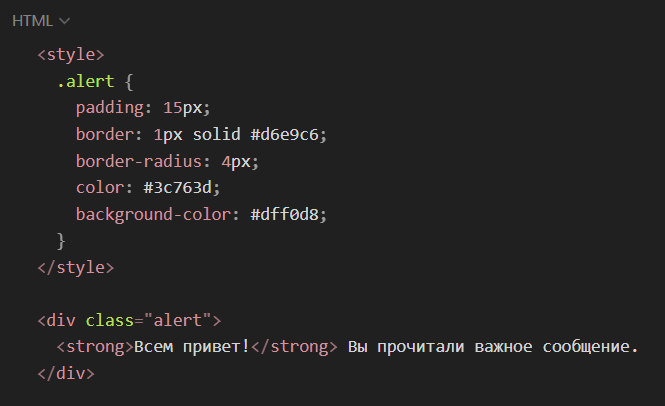 HTML
<style>
  .alert {
    padding: 15px;
    border: 1px solid #d6e9c6;
    border-radius: 4px;
    color: #3c763d;
    background-color: #dff0d8;
  }
</style>

<div class="alert">
  <strong>Всем привет!</strong> Вы прочитали важное сообщение.
</div>